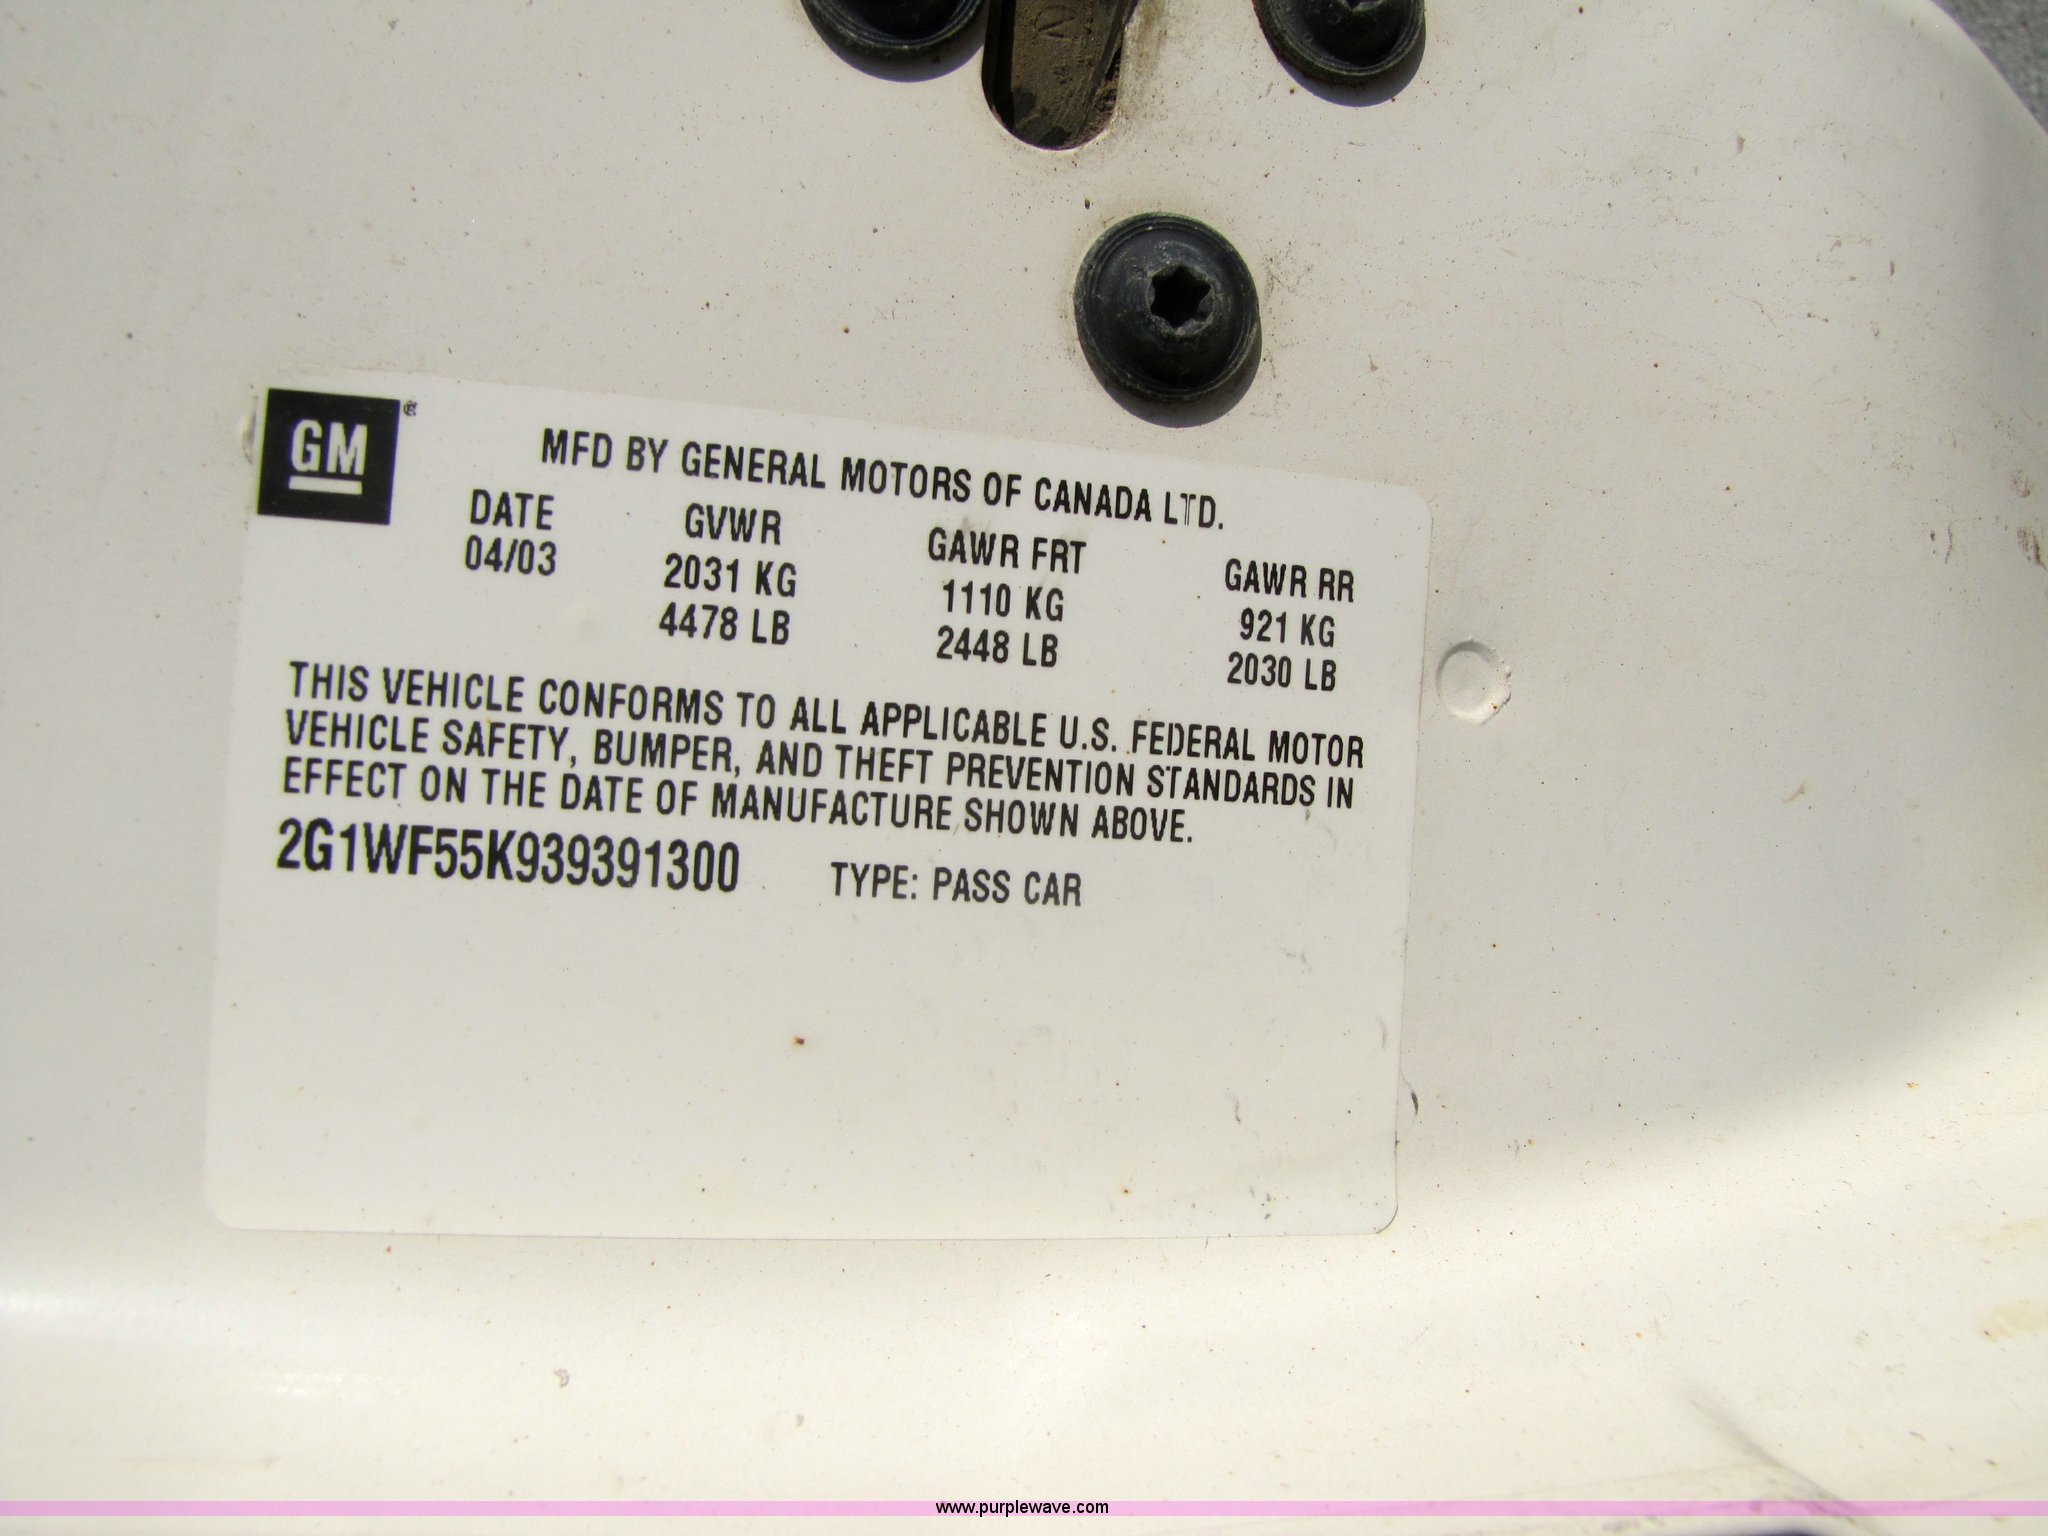 GM®
MFD BY GENERAL MOTORS OF CANADA LTD.
DATE GVWR GAWR FRT GAWR RR
04/03 2031 KG 1110 KG 921 KG
4478 LB 2448 LB 2030 LB
THIS VEHICLE CONFORMS TO ALL APPLICABLE U.S. FEDERAL MOTOR
VEHICLE SAFETY, BUMPER, AND THEFT PREVENTION STANDARDS IN
EFFECT ON THE DATE OF MANUFACTURE SHOWN ABOVE.
2G1WF55K939391300 TYPE: PASS CAR
www.purplewave.com